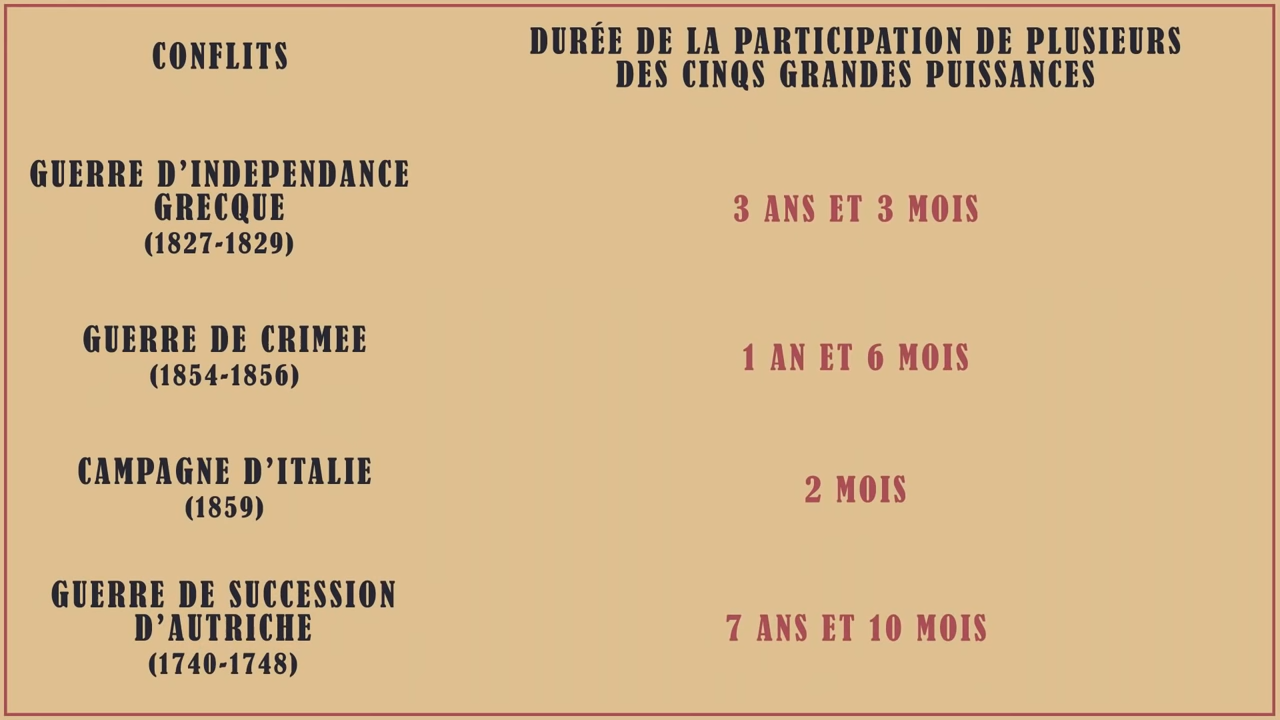 CONFLITS
DURÉE DE LA PARTICIPATION DE PLUSIEURS
DES CINQS GRANDES PUISSANCES
GUERRE D’INDEPENDANCE
GRECQUE
(1827-1829)
3 ANS ET 3 MOIS
GUERRE DE CRIMEE
(1854-1856)
1 AN ET 6 MOIS
CAMPAGNE D’ITALIE
(1859)
2 MOIS
GUERRE DE SUCCESSION
D’AUTRICHE
(1740-1748)
7 ANS ET 10 MOIS